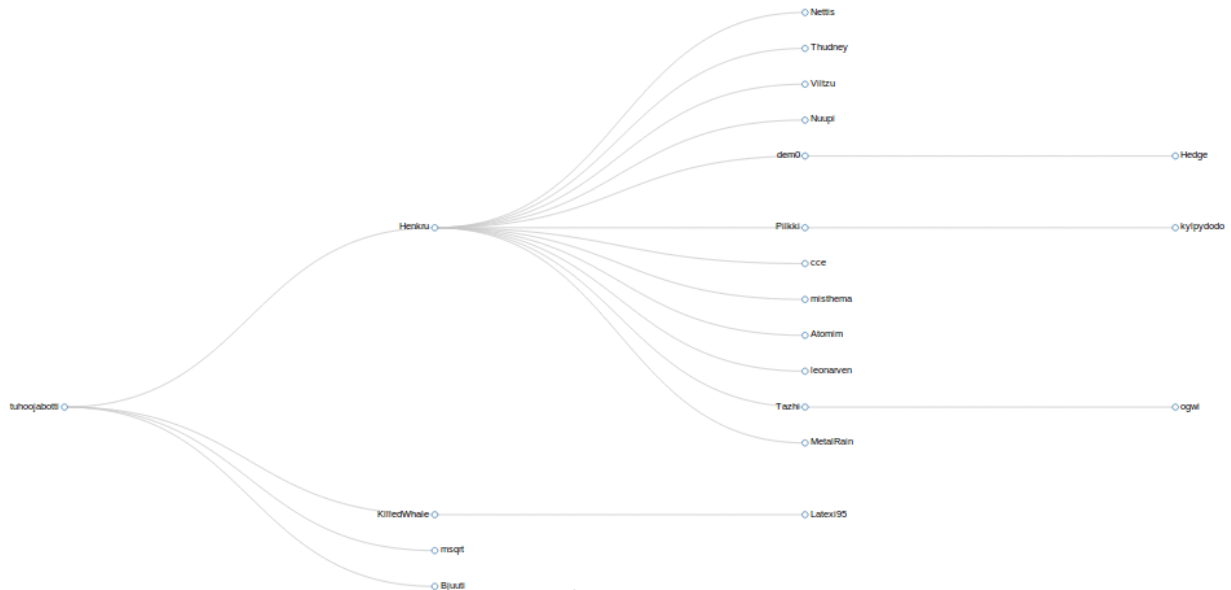 Nettis
Thudney
Viltzu
Nuupi
dem0
Hedge
Henkru
Pilkki
kylpydodo
cce
misthema
Atomim
leonarven
tuhoojabotti
Tazhi
ogwi
MetalRain
KilledWhale
Latexi95
msqrt
Bjuuti